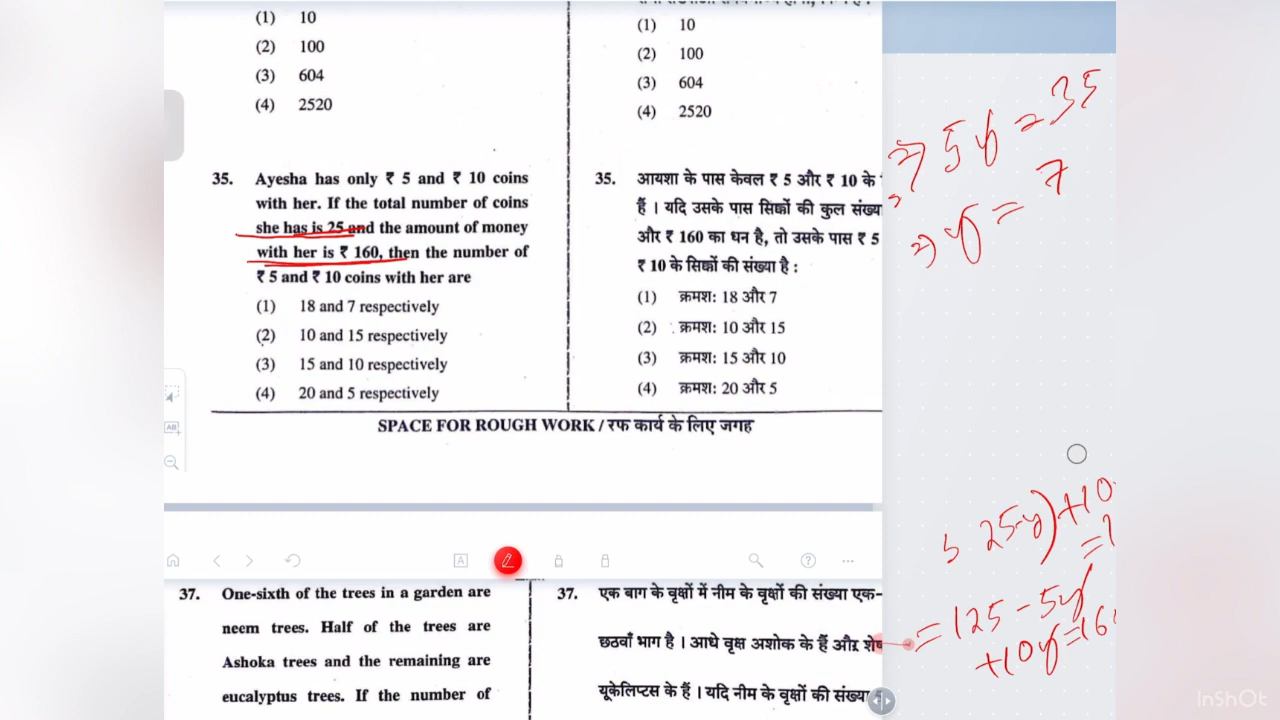 (1) 10
(2) 100
(3) 604
(4) 2520
35. Ayesha has only ₹ 5 and ₹ 10 coins
with her. If the total number of coins
she has is 25 and the amount of money
with her is ₹ 160, then the number of
₹ 5 and ₹ 10 coins with her are
(1) 18 and 7 respectively
(2) 10 and 15 respectively
(3) 15 and 10 respectively
(4) 20 and 5 respectively
(1) 10
(2) 100
(3) 604
(4) 2520
35. आयशा के पास केवल ₹ 5 और ₹ 10 के
हैं । यदि उसके पास सिक्कों की कुल संख्या
और ₹ 160 का धन है, तो उसके पास ₹ 5
₹ 10 के सिक्कों की संख्या है :
(1) क्रमश: 18 और 7
(2) क्रमश: 10 और 15
(3) क्रमश: 15 और 10
(4) क्रमश: 20 और 5
SPACE FOR ROUGH WORK / रफ कार्य के लिए जगह
37. One-sixth of the trees in a garden are
neem trees. Half of the trees are
Ashoka trees and the remaining are
eucalyptus trees. If the number of
37. एक बाग के वृक्षों में नीम के वृक्षों की संख्या एक-
छठवाँ भाग है । आधे वृक्ष अशोक के हैं और
यूकेलिप्टस के हैं । यदि नीम के वृक्षों की संख्या
⇒ 5y = 35
⇒ y = 7
5 25-y) +10
= 125 - 5y
+10y = 160
InShOt